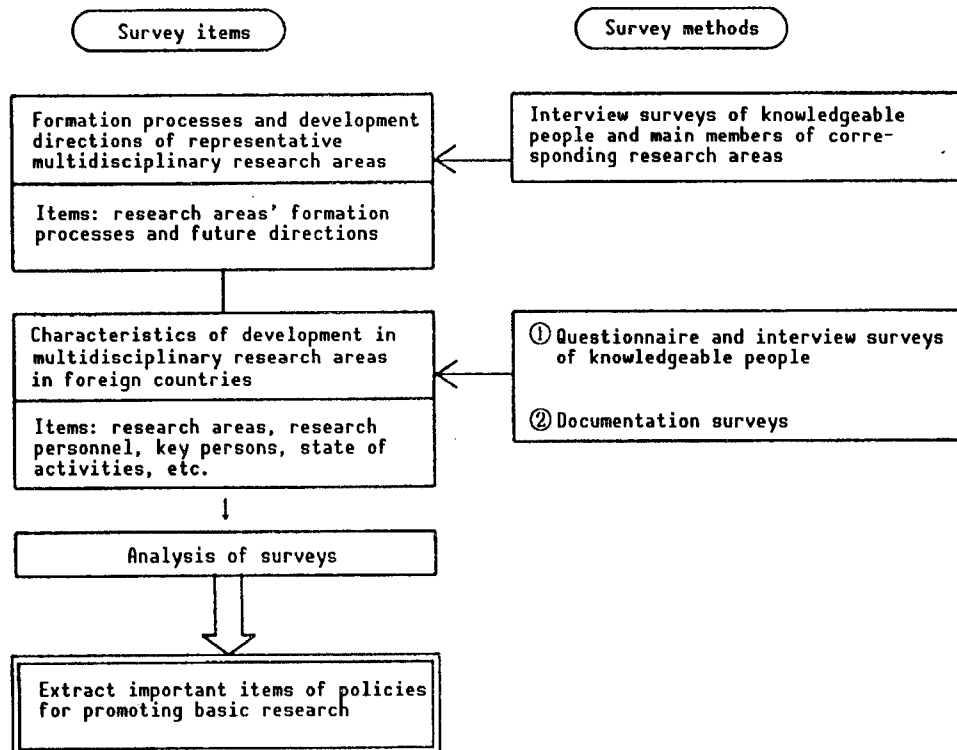 Survey items
Survey methods
Formation processes and development
directions of representative
multidisciplinary research areas
Items: research areas' formation
processes and future directions
Interview surveys of knowledgeable
people and main members of corre-
sponding research areas
Characteristics of development in
multidisciplinary research areas
in foreign countries
Items: research areas, research
personnel, key persons, state of
activities, etc.
① Questionnaire and interview surveys
of knowledgeable people
② Documentation surveys
Analysis of surveys
Extract important items of policies
for promoting basic research